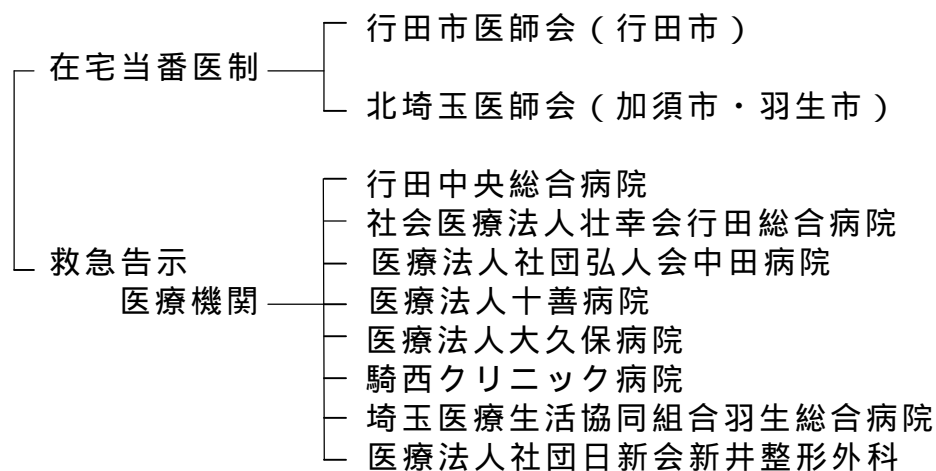 行田市医師会（行田市）
在宅当番医制
北埼玉医師会（加須市・羽生市）
行田中央総合病院
社会医療法人壮幸会行田総合病院
救急告示
医療法人社団弘人会中田病院
医療機関
医療法人十善病院
医療法人大久保病院
騎西クリニック病院
埼玉医療生活協同組合羽生総合病院
医療法人社団日新会新井整形外科